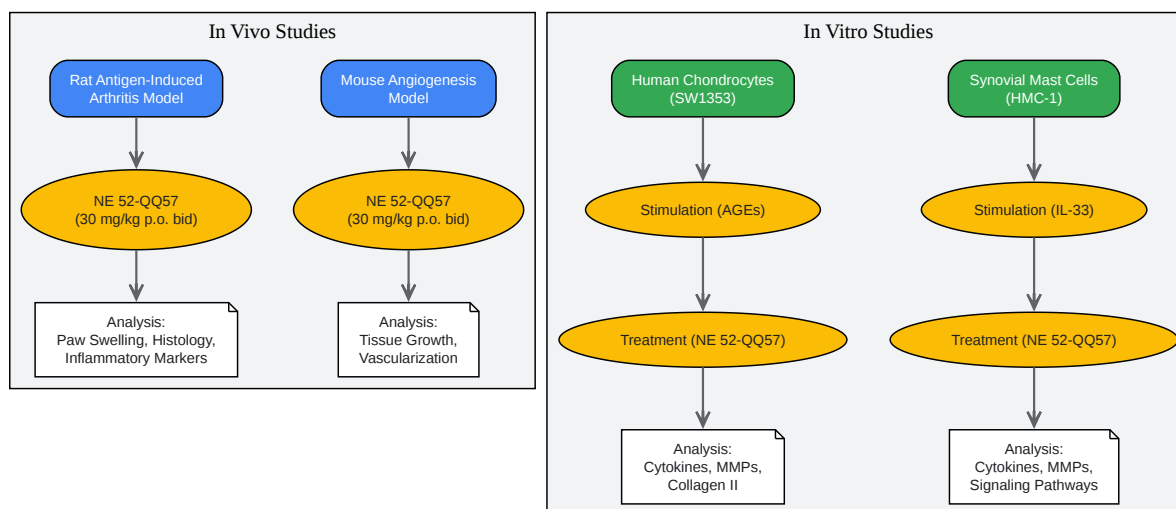 In Vivo Studies
Rat Antigen-Induced
Arthritis Model
Mouse Angiogenesis
Model
NE 52-QQ57
(30 mg/kg p.o. bid)
NE 52-QQ57
(30 mg/kg p.o. bid)
Analysis:
Paw Swelling, Histology,
Inflammatory Markers
Analysis:
Tissue Growth,
Vascularization
In Vitro Studies
Human Chondrocytes
(SW1353)
Synovial Mast Cells
(HMC-1)
Stimulation (AGEs)
Stimulation (IL-33)
Treatment (NE 52-QQ57)
Treatment (NE 52-QQ57)
Analysis:
Cytokines, MMPs,
Collagen II
Analysis:
Cytokines, MMPs,
Signaling Pathways